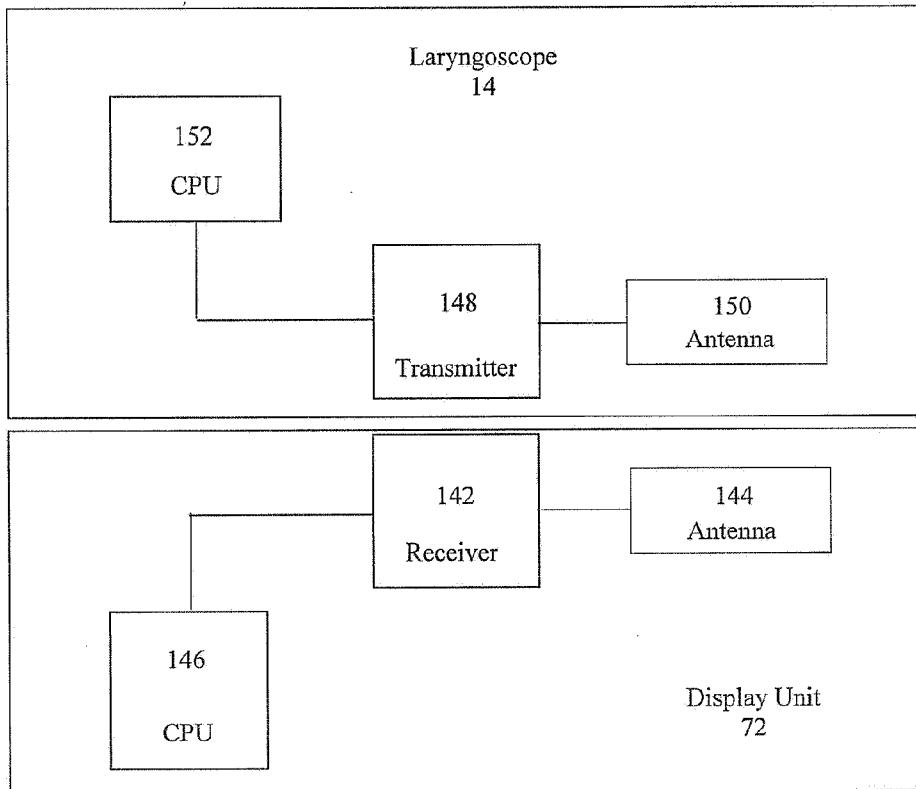 Laryngoscope
14
152
CPU
148
Transmitter
150
Antenna
142
Receiver
144
Antenna
146
CPU
Display Unit
72